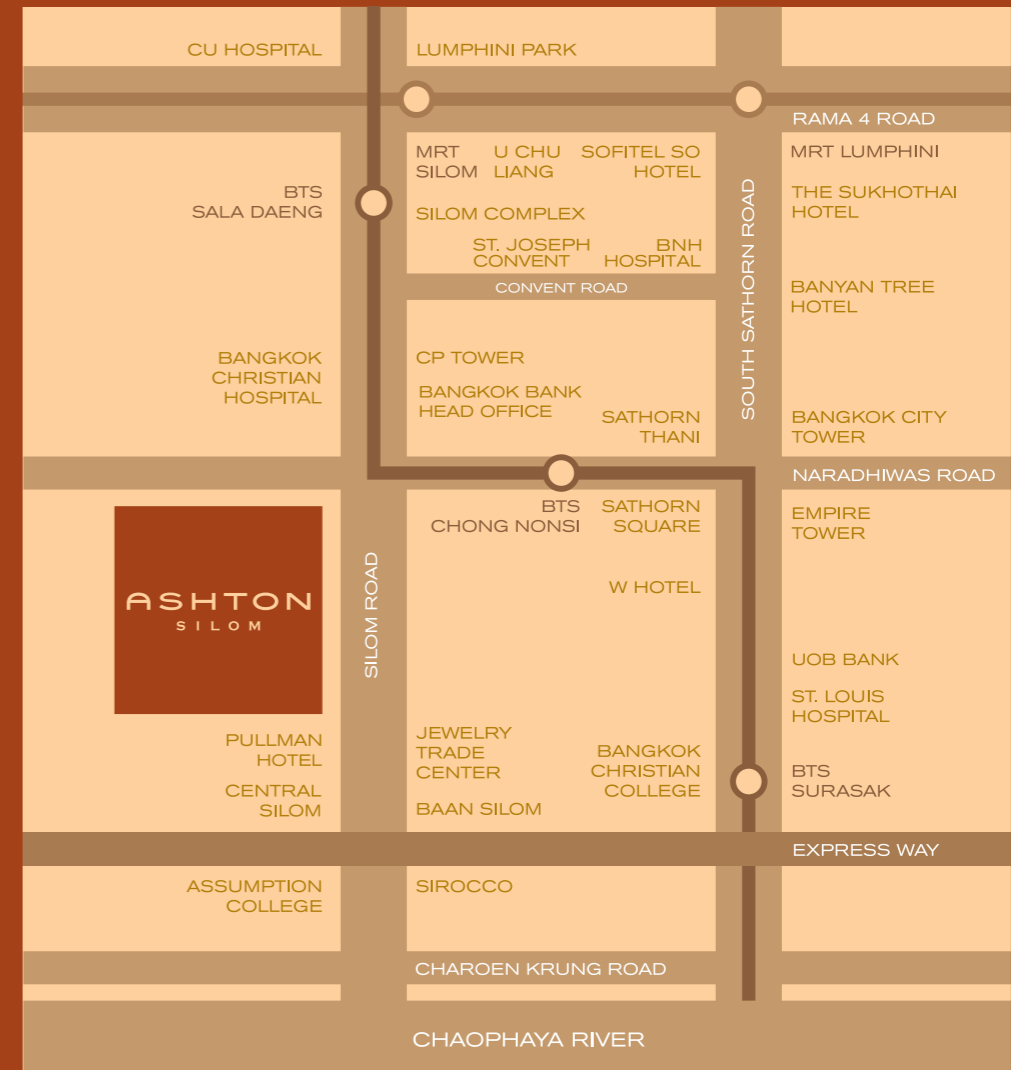 CU HOSPITAL
LUMPHINI PARK
RAMA 4 ROAD
MRT
SILOM
U CHU
LIANG
SOFITEL SO
HOTEL
MRT LUMPHINI
BTS
SALA DAENG
THE SUKHOTHAI
HOTEL
SILOM COMPLEX
ST. JOSEPH
CONVENT
BNH
HOSPITAL
CONVENT ROAD
SOUTH SATHORN ROAD
BANYAN TREE
HOTEL
BANGKOK
CHRISTIAN
HOSPITAL
CP TOWER
BANGKOK BANK
HEAD OFFICE
SATHORN
THANI
BANGKOK CITY
TOWER
NARADHIWAS ROAD
BTS
CHONG NONSI
SATHORN
SQUARE
EMPIRE
TOWER
ASHTON
SILOM
SILOM ROAD
W HOTEL
UOB BANK
ST. LOUIS
HOSPITAL
PULLMAN
HOTEL
CENTRAL
SILOM
JEWELRY
TRADE
CENTER
BAAN SILOM
BANGKOK
CHRISTIAN
COLLEGE
BTS
SURASAK
EXPRESS WAY
ASSUMPTION
COLLEGE
SIROCCO
CHAROEN KRUNG ROAD
CHAOPHAYA RIVER